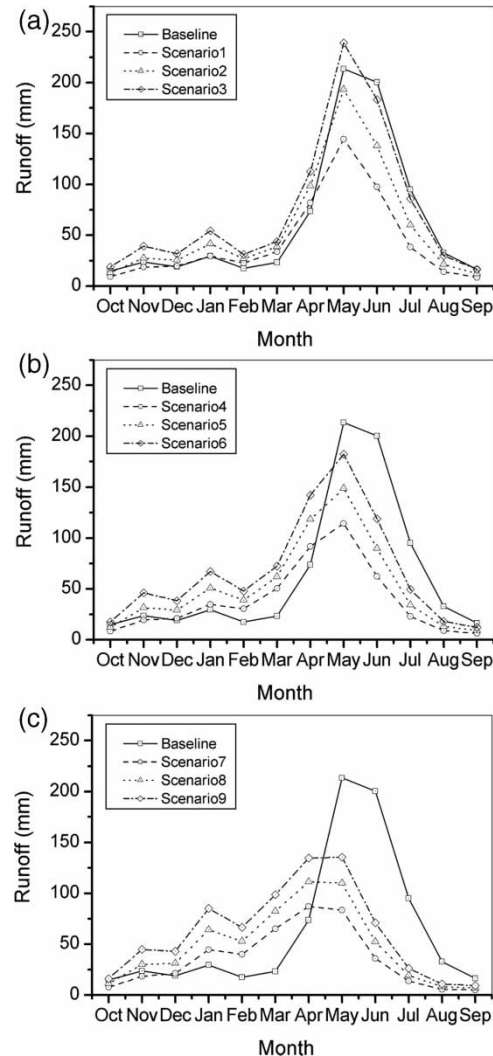 (a)
250
200
150
100
50
0
Runoff (mm)
Baseline
Scenario1
Scenario2
Scenario3
Oct Nov Dec Jan Feb Mar Apr May Jun Jul Aug Sep
Month
(b)
250
200
150
100
50
0
Runoff (mm)
Baseline
Scenario4
Scenario5
Scenario6
Oct Nov Dec Jan Feb Mar Apr May Jun Jul Aug Sep
Month
(c)
250
200
150
100
50
0
Runoff (mm)
Baseline
Scenario7
Scenario8
Scenario9
Oct Nov Dec Jan Feb Mar Apr May Jun Jul Aug Sep
Month